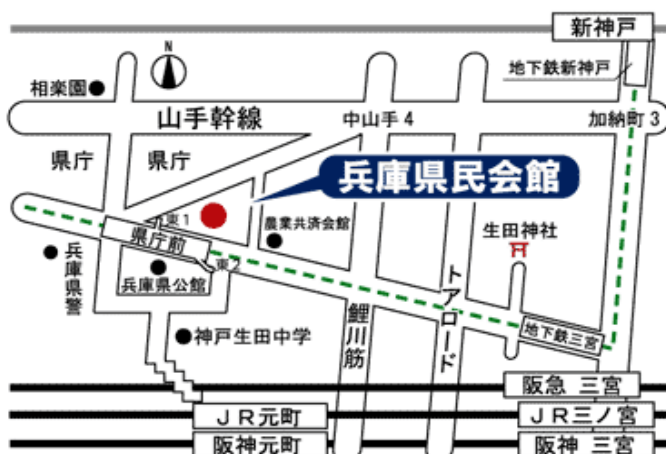 新神戸
N
地下鉄新神戸
相楽園
山手幹線
中山手4
加納町3
県庁
県庁
兵庫県民会館
東1
農業共済会館
生田神社
県庁前
東2
兵庫県警
兵庫県公館
トアロード
鯉川筋
地下鉄三宮
神戸生田中学
阪急 三宮
JR元町
JR三ノ宮
阪神元町
阪神 三宮